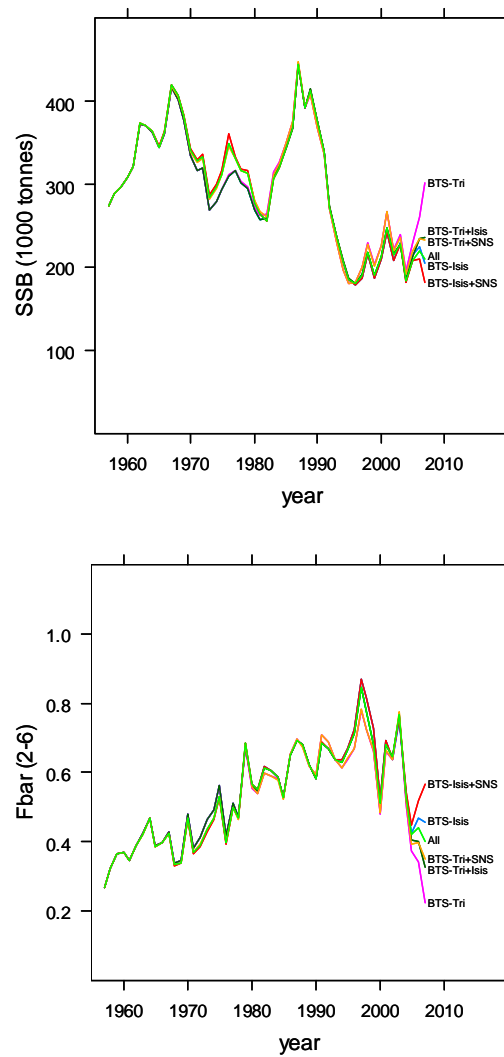 400
300
200
100
SSB (1000 tonnes)
BTS-Tri
BTS-Tri+Isis
BTS-Tri+SNS
All
BTS-Isis
BTS-Isis+SNS
1960 1970 1980 1990 2000 2010
year
1.0
0.8
0.6
0.4
0.2
Fbar (2-6)
BTS-Isis+SNS
BTS-Isis
All
BTS-Tri+SNS
BTS-Tri+Isis
BTS-Tri
1960 1970 1980 1990 2000 2010
year